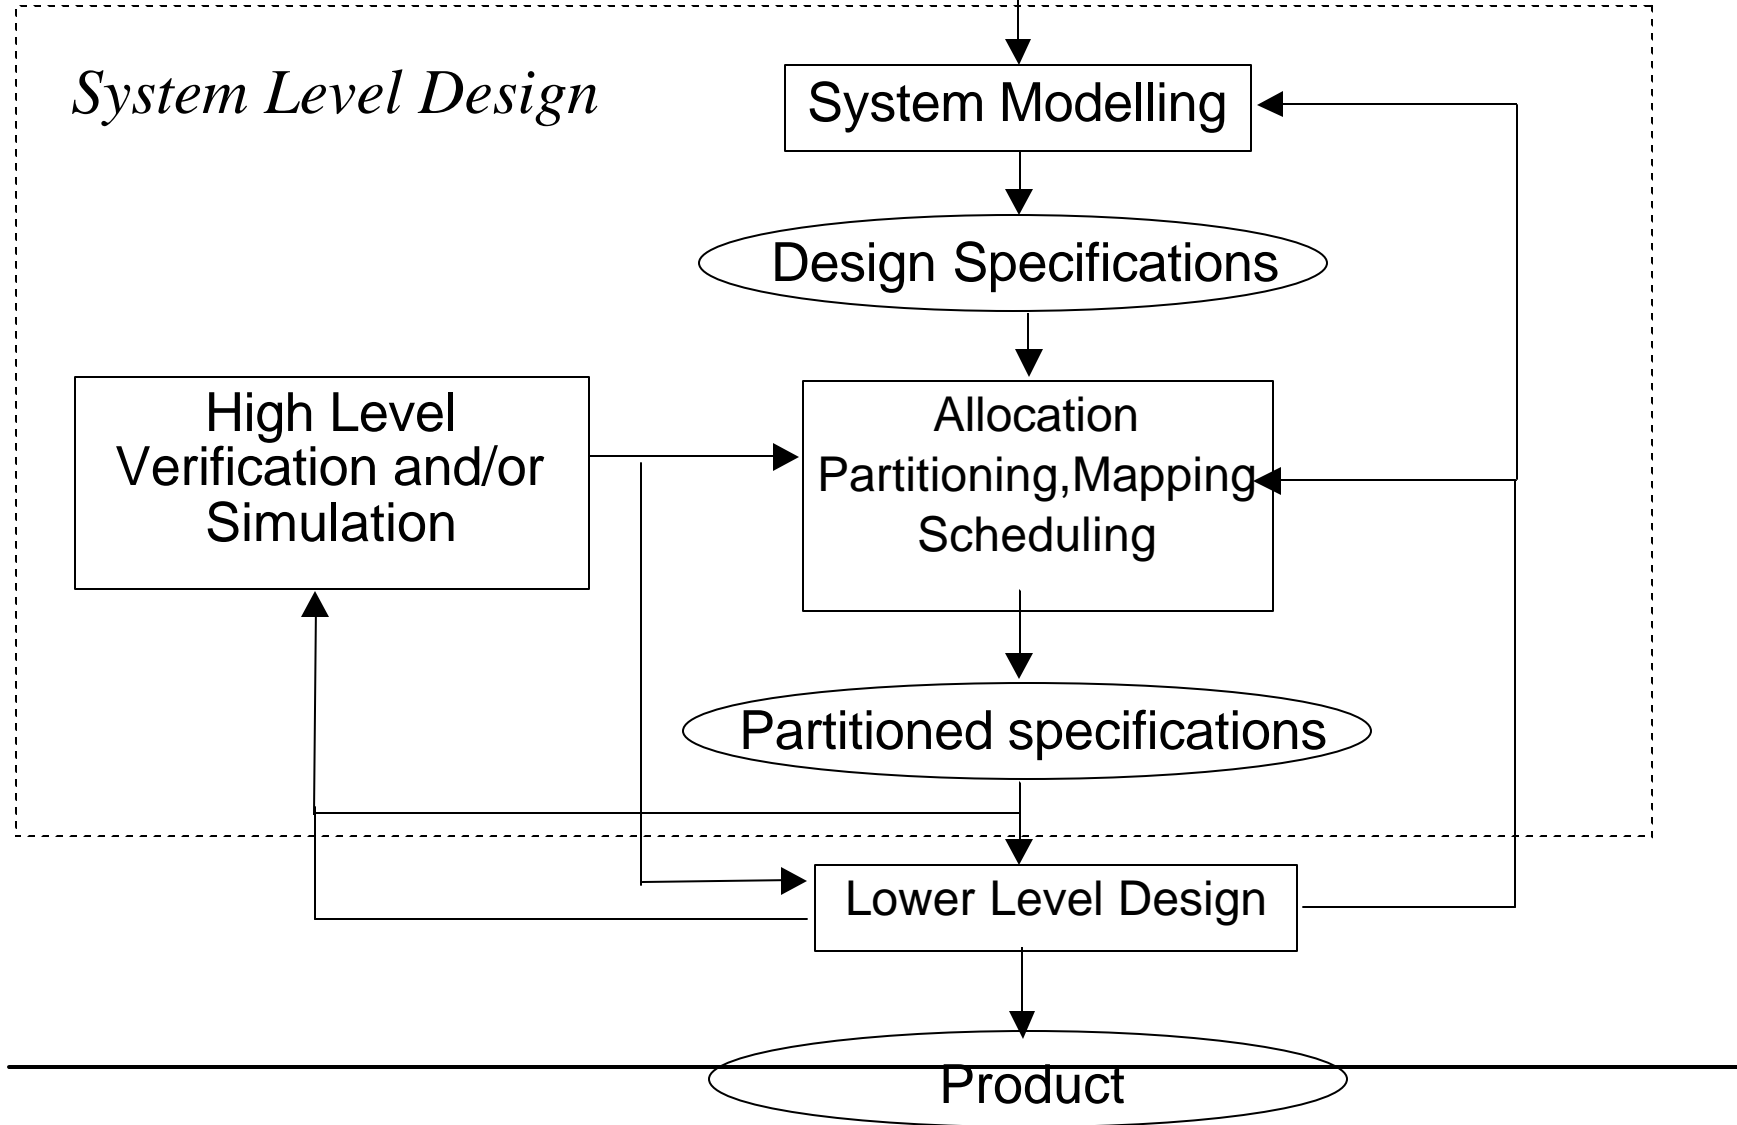 System Level Design
System Modelling
Design Specifications
High Level
Verification and/or
Simulation
Allocation
Partitioning,Mapping
Scheduling
Partitioned specifications
Lower Level Design
Product